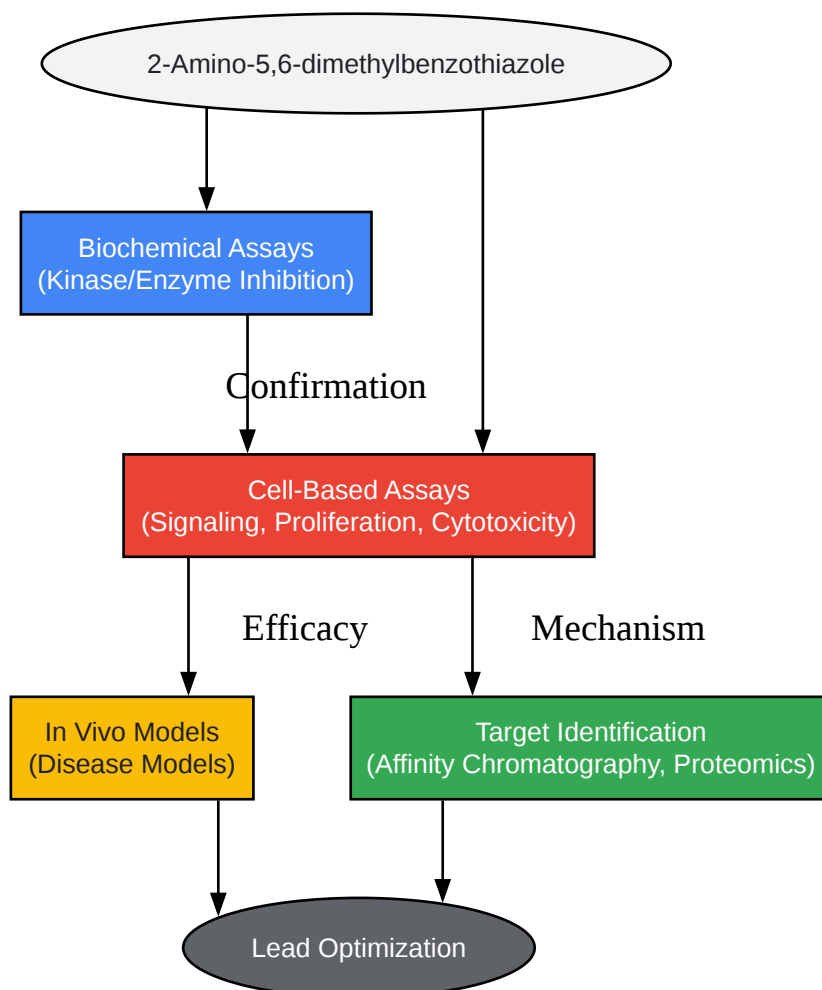 2-Amino-5,6-dimethylbenzothiazole
Biochemical Assays
(Kinase/Enzyme Inhibition)
Confirmation
Cell-Based Assays
(Signaling, Proliferation, Cytotoxicity)
Efficacy
Mechanism
In Vivo Models
(Disease Models)
Target Identification
(Affinity Chromatography, Proteomics)
Lead Optimization